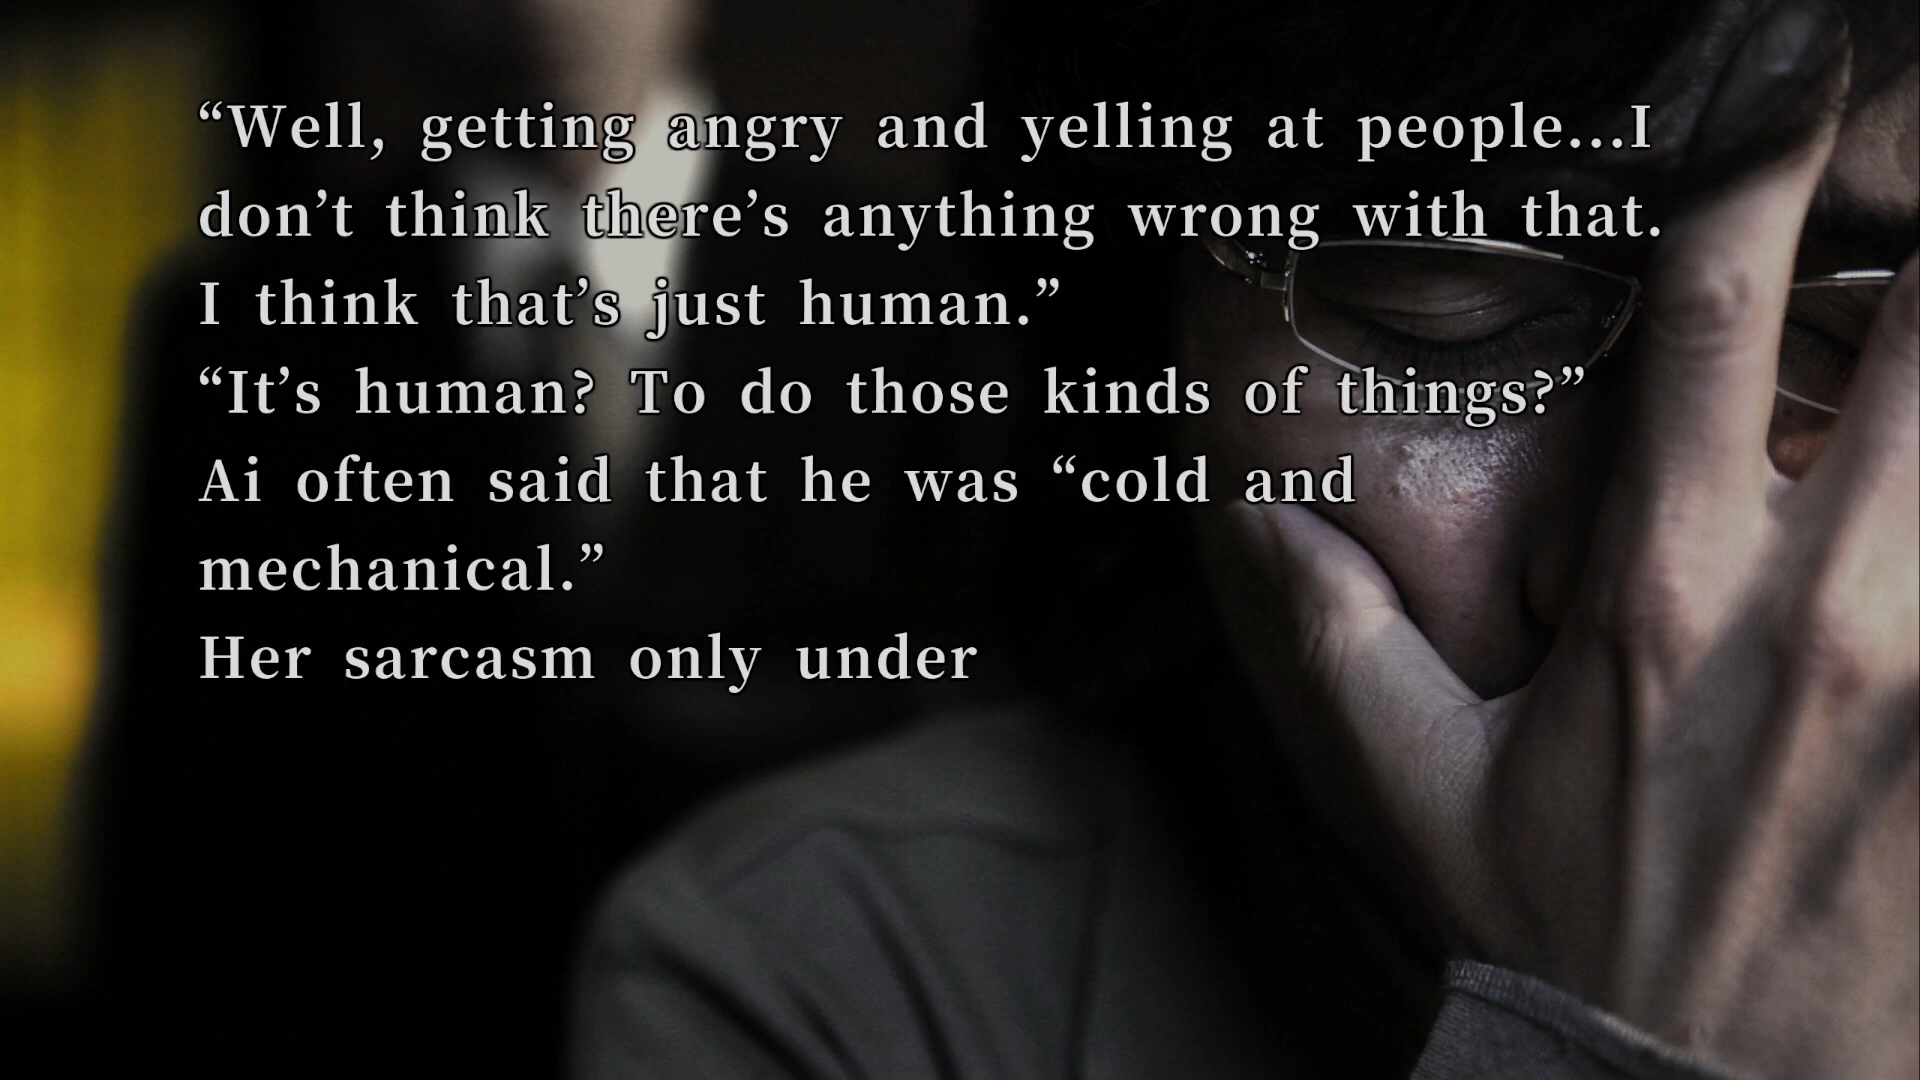 “Well, getting angry and yelling at people...I
don’t think there’s anything wrong with that.
I think that’s just human.”
“It’s human? To do those kinds of things?”
Ai often said that he was “cold and
mechanical.”
Her sarcasm only under